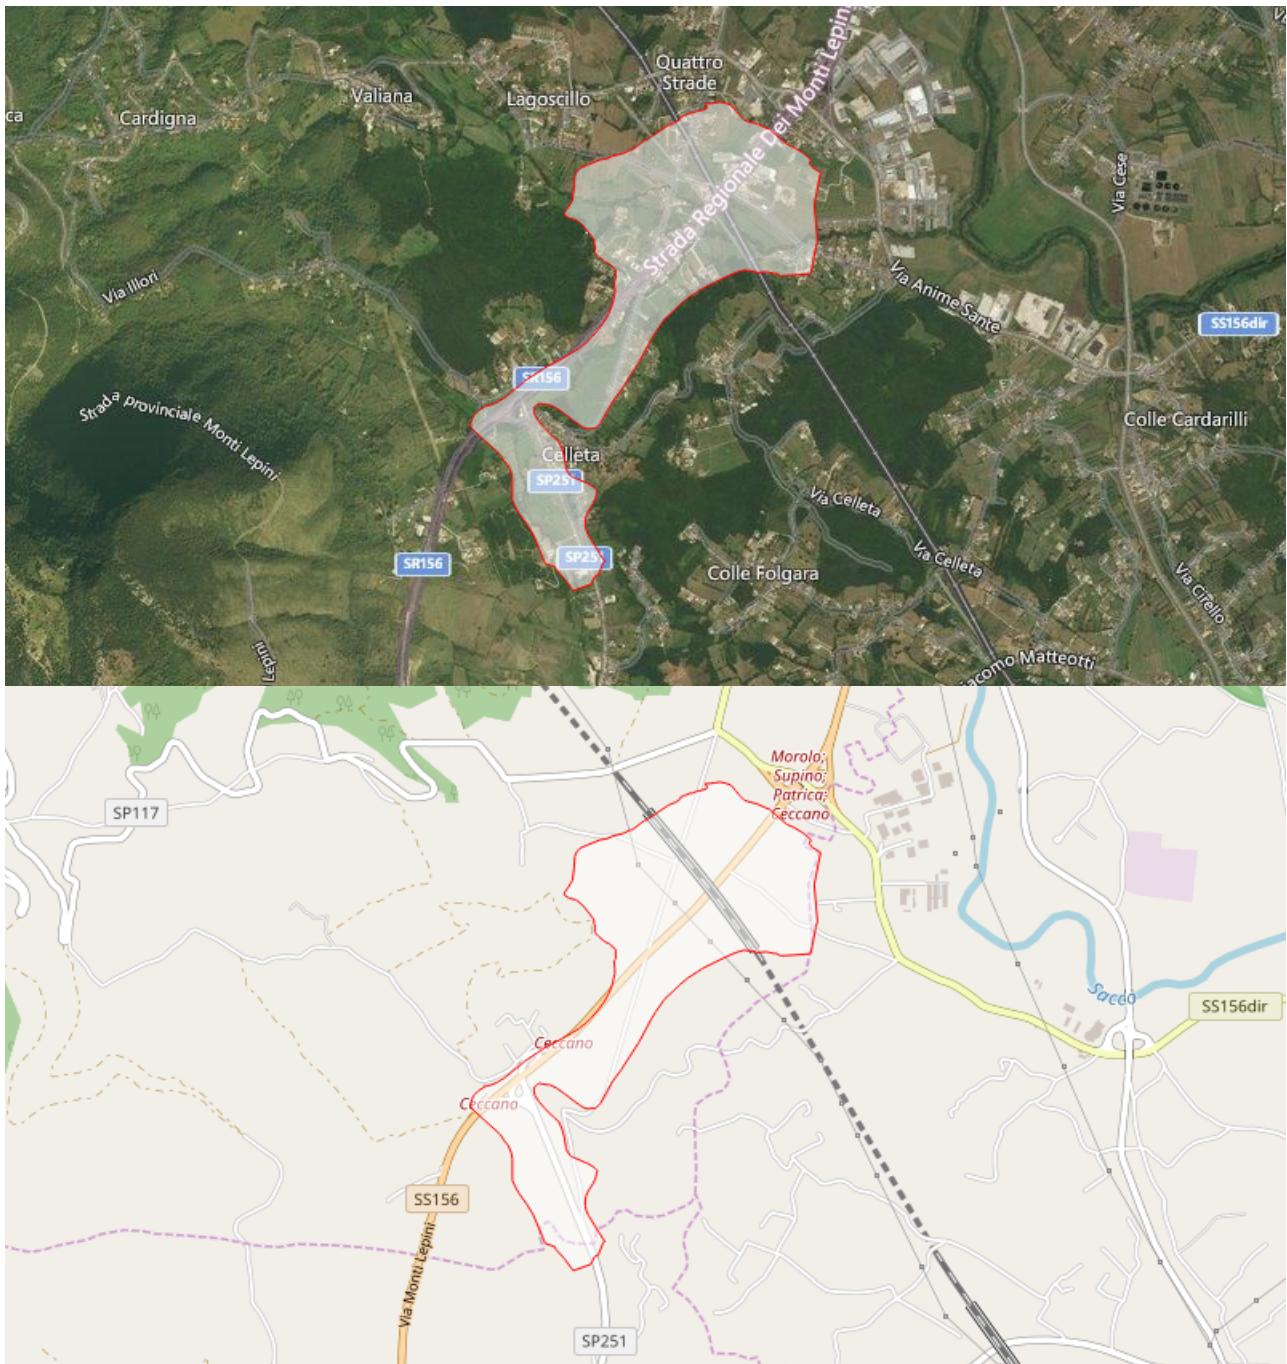 Quattro
Strade
Strada Regionale Dei Monti Lepin
Valiana
Lagoscillo
ca
Cardigna
Via Cese
Via Illori
Via Anime Sante
SS156dir
SR156
Strada provinciale Monti Lepini
Colle Cardarilli
Celleta
SP251
Via Celleta
SR156
SP251
Colle Folgara
Via Celleta
Via Cirello
Lepini
Giacomo Matteotti
Morolo;
Supino;
Patrica;
Ceccano
SP117
Sacco
SS156dir
Ceccano
Ceccano
SS156
Via Monti Lepini
SP251